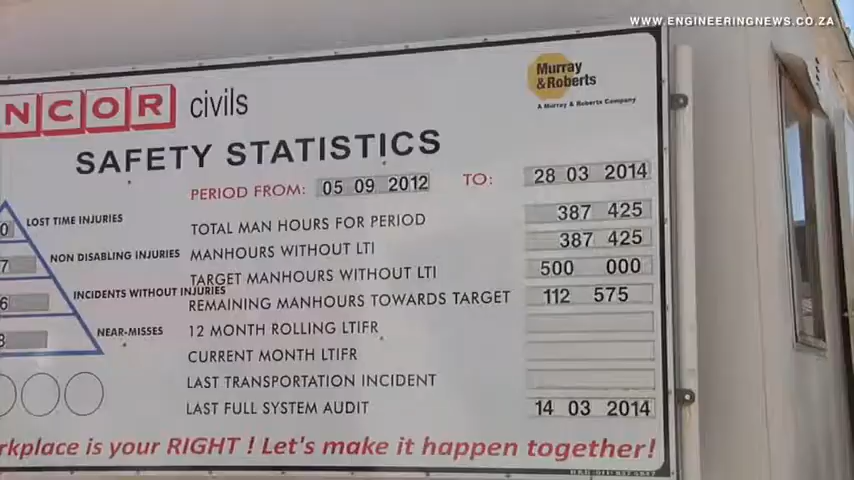 WWW.ENGINEERINGNEWS.CO.ZA
NCOR civils
Murray
&Roberts
A Murray & Roberts Company
SAFETY STATISTICS
PERIOD FROM: 05 09 2012 TO: 28 03 2014
0 LOST TIME INJURIES
TOTAL MAN HOURS FOR PERIOD 387 425
7 NON DISABLING INJURIES
MANHOURS WITHOUT LTI 387 425
TARGET MANHOURS WITHOUT LTI 500 000
6 INCIDENTS WITHOUT INJURIES
REMAINING MANHOURS TOWARDS TARGET 112 575
NEAR-MISSES
12 MONTH ROLLING LTIFR
CURRENT MONTH LTIFR
LAST TRANSPORTATION INCIDENT
LAST FULL SYSTEM AUDIT 14 03 2014
rkplace is your RIGHT ! Let's make it happen together!